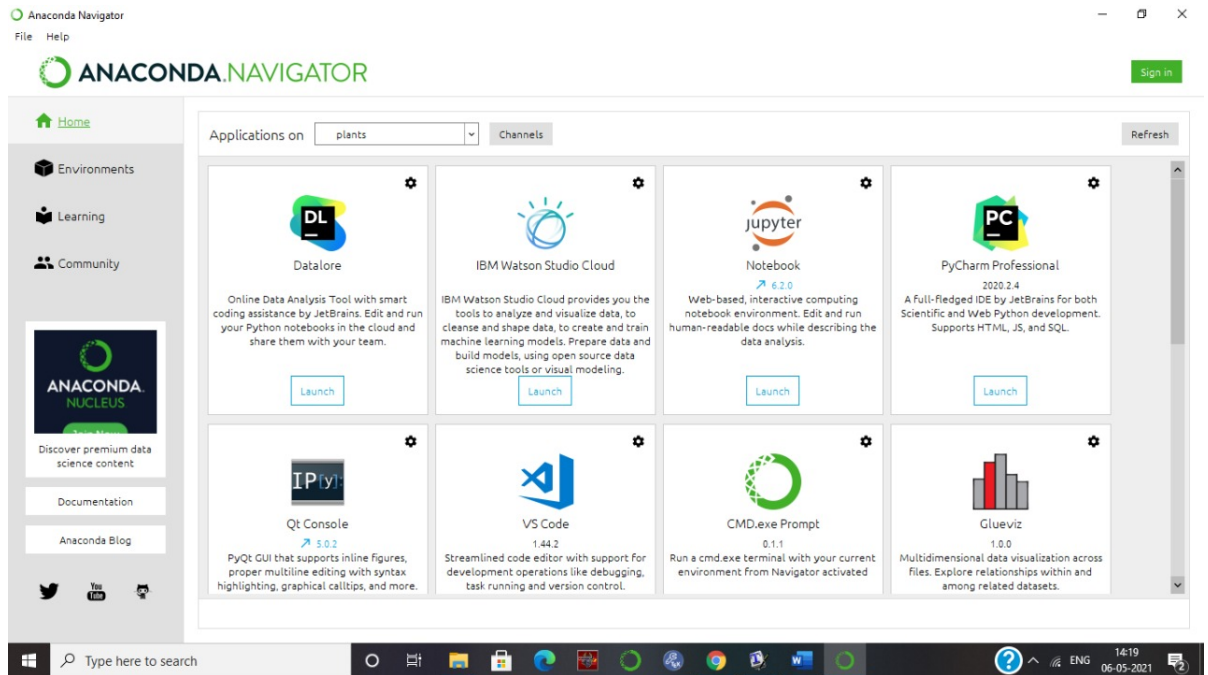 Anaconda Navigator
File Help
ANACONDA.NAVIGATOR
Sign in
Home
Environments
Learning
Community
ANACONDA.
NUCLEUS
Join Now
Discover premium data
science content
Documentation
Anaconda Blog
You
Tube
Applications on plants Channels Refresh
DL
Datalore
Online Data Analysis Tool with smart
coding assistance by JetBrains. Edit and run
your Python notebooks in the cloud and
share them with your team.
Launch
IBM Watson Studio Cloud
IBM Watson Studio Cloud provides you the
tools to analyze and visualize data, to
cleanse and shape data, to create and train
machine learning models. Prepare data and
build models, using open source data
science tools or visual modeling.
Launch
jupyter
Notebook
6.2.0
Web-based, interactive computing
notebook environment. Edit and run
human-readable docs while describing the
data analysis.
Launch
PC
PyCharm Professional
2020.2.4
A full-fledged IDE by JetBrains for both
Scientific and Web Python development.
Supports HTML, JS, and SQL.
Launch
IP[y]:
Qt Console
5.0.2
PyQt GUI that supports inline figures,
proper multiline editing with syntax
highlighting, graphical calltips, and more.
VS Code
1.44.2
Streamlined code editor with support for
development operations like debugging,
task running and version control.
CMD.exe Prompt
0.1.1
Run a cmd.exe terminal with your current
environment from Navigator activated
Glueviz
1.0.0
Multidimensional data visualization across
files. Explore relationships within and
among related datasets.
Type here to search
ENG
14:19
06-05-2021
2